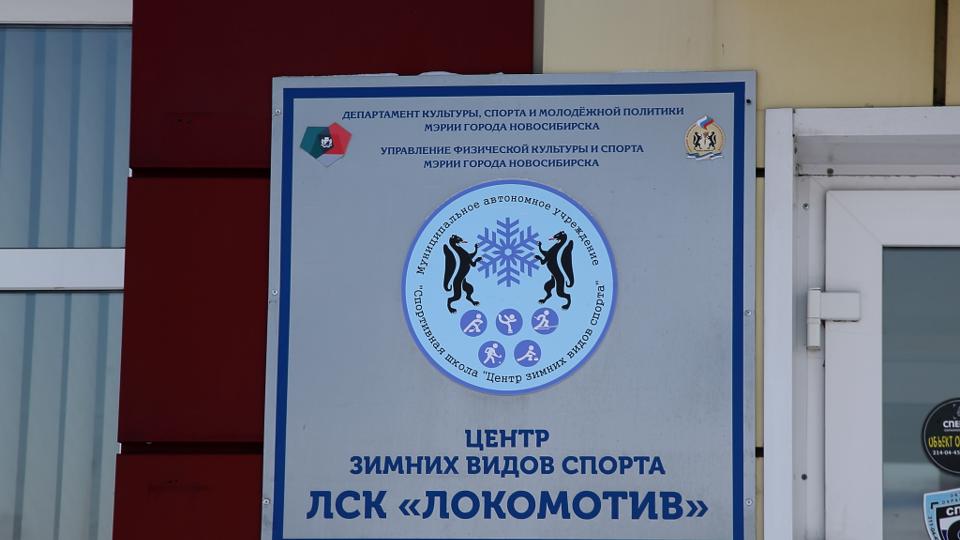 ДЕПАРТАМЕНТ КУЛЬТУРЫ, СПОРТА И МОЛОДЁЖНОЙ ПОЛИТИКИ
МЭРИИ ГОРОДА НОВОСИБИРСКА
УПРАВЛЕНИЕ ФИЗИЧЕСКОЙ КУЛЬТУРЫ И СПОРТА
МЭРИИ ГОРОДА НОВОСИБИРСКА
Муниципальное автономное учреждение
"Спортивная школа "Центр зимних видов спорта"
ЦЕНТР
ЗИМНИХ ВИДОВ СПОРТА
ЛСК «ЛОКОМОТИВ»
ОБЪЕКТ